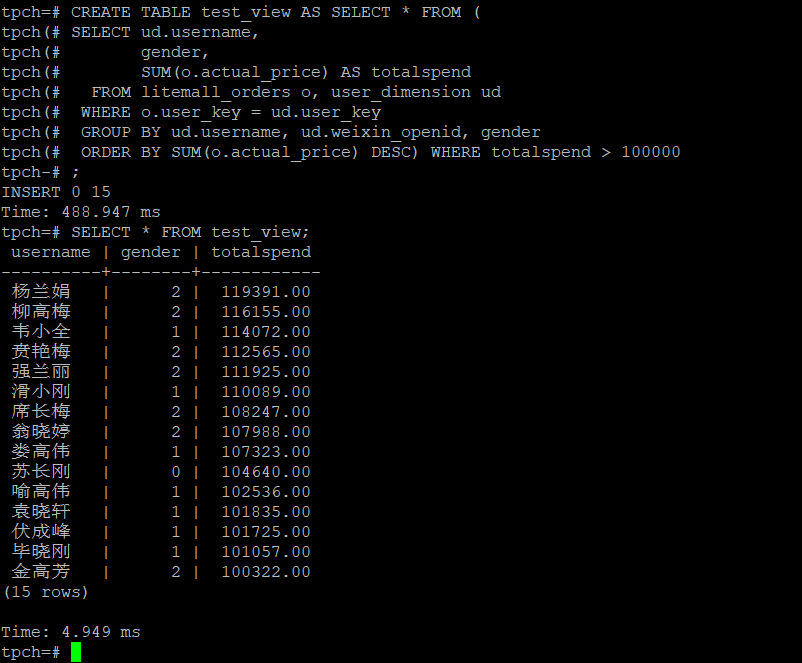 tpch=# CREATE TABLE test_view AS SELECT * FROM (
tpch(# SELECT ud.username,
tpch(#        gender,
tpch(#        SUM(o.actual_price) AS totalspend
tpch(#   FROM litemall_orders o, user_dimension ud
tpch(#  WHERE o.user_key = ud.user_key
tpch(#  GROUP BY ud.username, ud.weixin_openid, gender
tpch(#  ORDER BY SUM(o.actual_price) DESC) WHERE totalspend > 100000
tpch-# ;
INSERT 0 15
Time: 488.947 ms
tpch=# SELECT * FROM test_view;
 username | gender | totalspend
----------+--------+------------
 杨兰娟   |      2 |  119391.00
 柳高梅   |      2 |  116155.00
 韦小全   |      1 |  114072.00
 贲艳梅   |      2 |  112565.00
 强兰丽   |      2 |  111925.00
 滑小刚   |      1 |  110089.00
 席长梅   |      2 |  108247.00
 翁晓婷   |      2 |  107988.00
 娄高伟   |      1 |  107323.00
 苏长刚   |      0 |  104640.00
 喻高伟   |      1 |  102536.00
 袁晓轩   |      1 |  101835.00
 伏成峰   |      1 |  101725.00
 毕晓刚   |      1 |  101057.00
 金高芳   |      2 |  100322.00
(15 rows)
Time: 4.949 ms
tpch=#